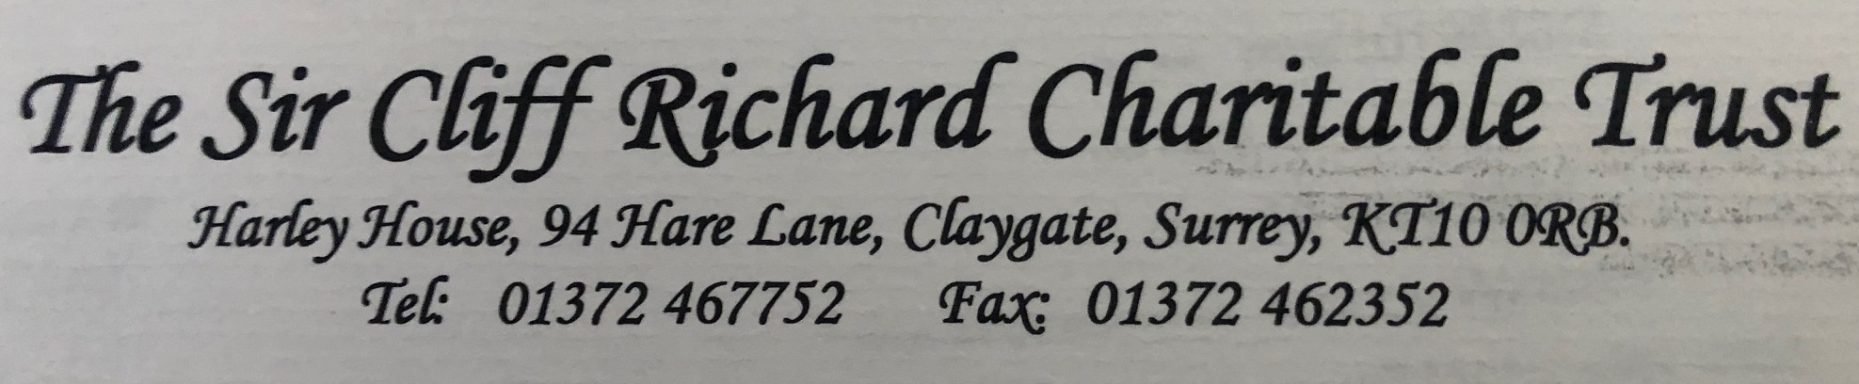 The Sir Cliff Richard Charitable Trust
Harley House, 94 Hare Lane, Claygate, Surrey, KT10 0RB.
Tel: 01372 467752 Fax: 01372 462352